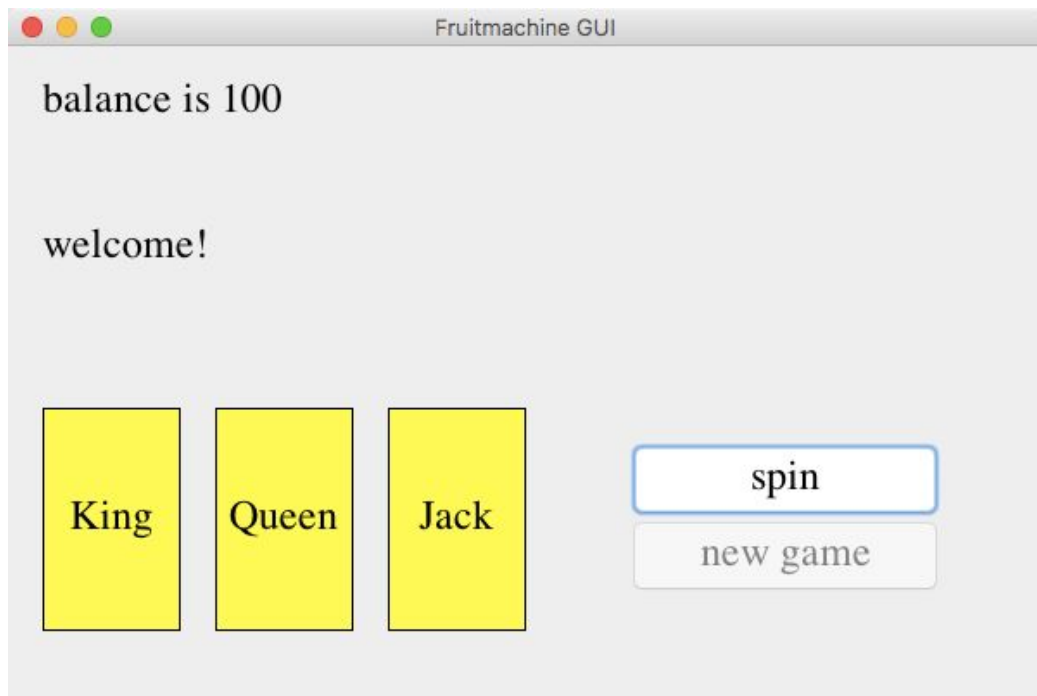 Fruitmachine GUI
balance is 100
welcome!
King
Queen
Jack
spin
new game